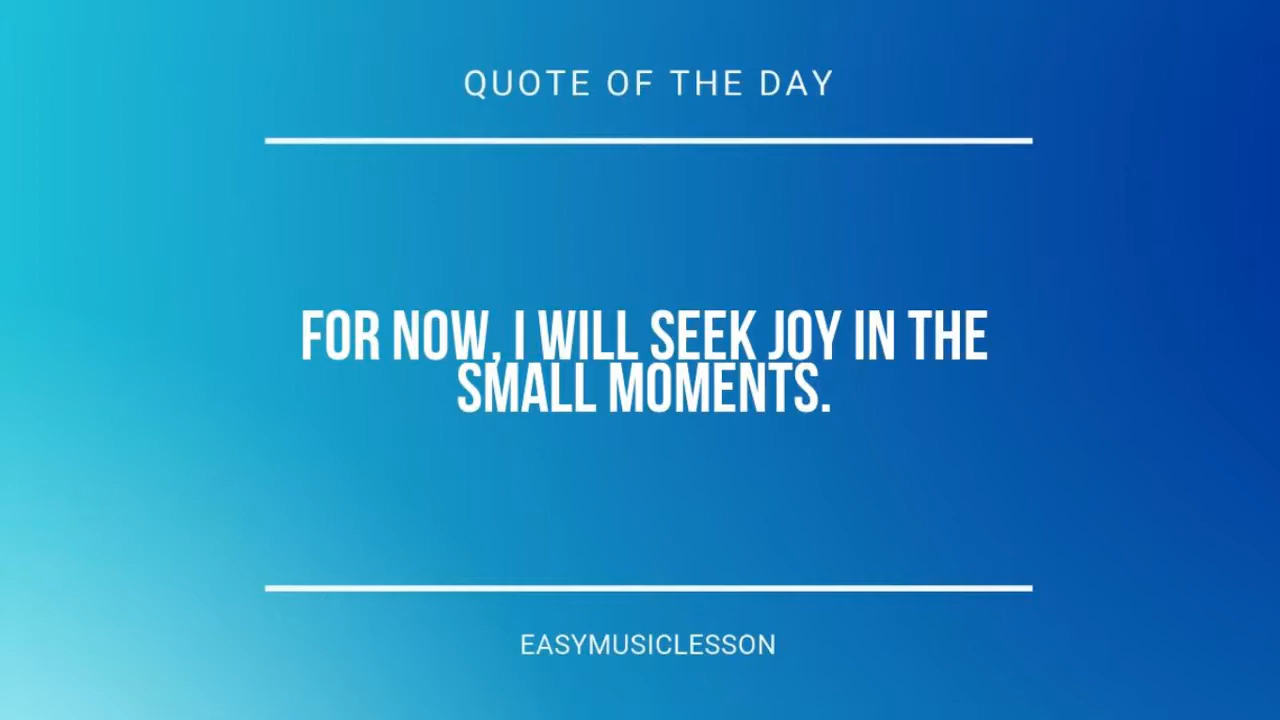 QUOTE OF THE DAY
FOR NOW, I WILL SEEK JOY IN THE
SMALL MOMENTS.
EASYMUSICLESSON